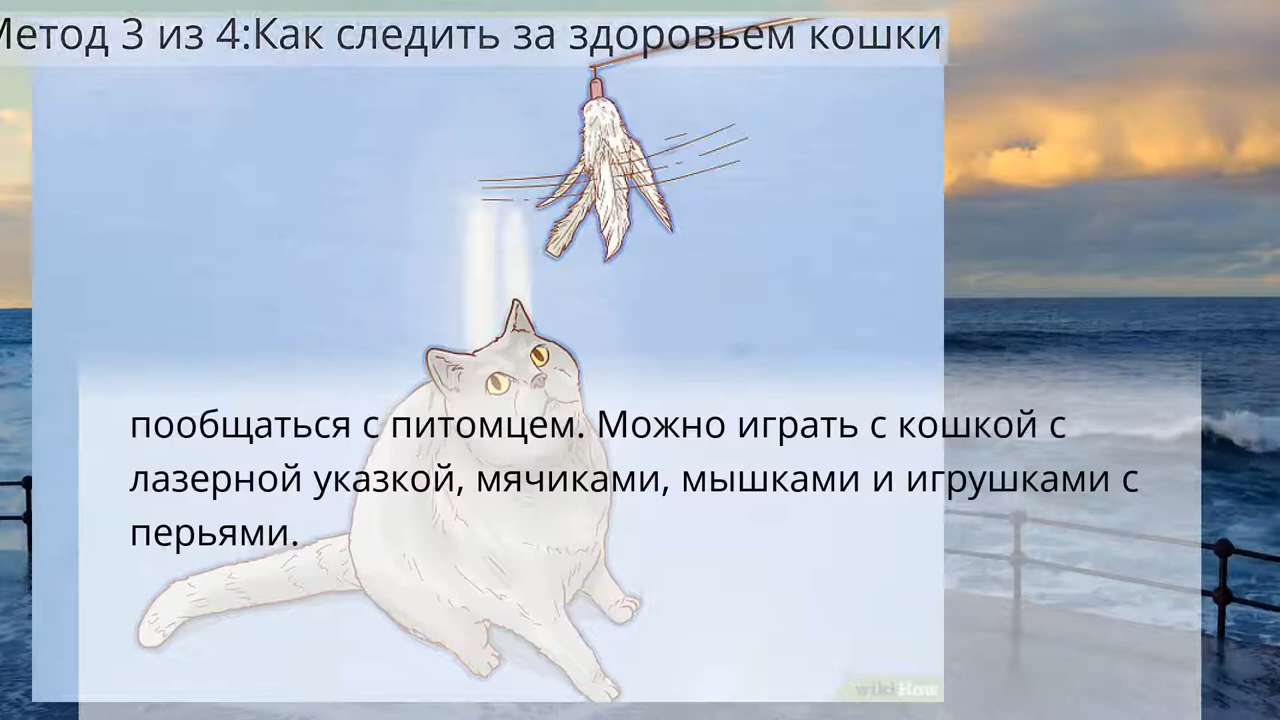 Метод 3 из 4:Как следить за здоровьем кошки
пообщаться с питомцем. Можно играть с кошкой с
лазерной указкой, мячиками, мышками и игрушками с
перьями.
wikiHow